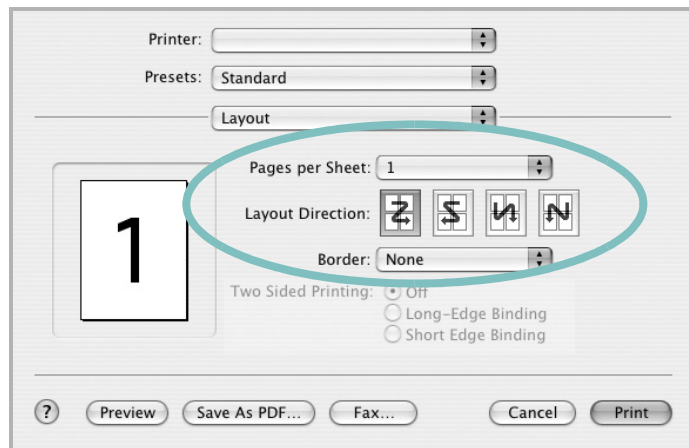 Printer:
Presets: Standard
Layout
Pages per Sheet: 1
1
Layout Direction:
Border: None
Two Sided Printing: Off
Long-Edge Binding
Short Edge Binding
? Preview Save As PDF... Fax... Cancel Print